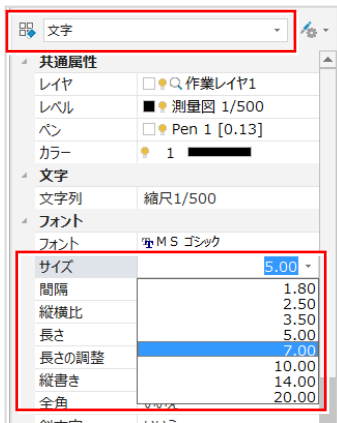 文字
共通属性
レイヤ 作業レイヤ1
レベル 測量図 1/500
ペン Pen 1 [0.13]
カラー 1
文字
文字列 縮尺1/500
フォント
フォント MS ゴシック
サイズ 5.00
間隔 1.80
縦横比 2.50
3.50
長さ 5.00
長さの調整 7.00
10.00
縦書き 14.00
全角 20.00